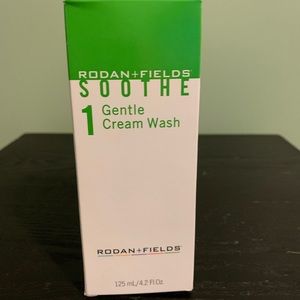 RODAN+FIELDS
SOOTHE
1 Gentle
Cream Wash
RODAN+FIELDS
125 mL/4.2 Fl Oz